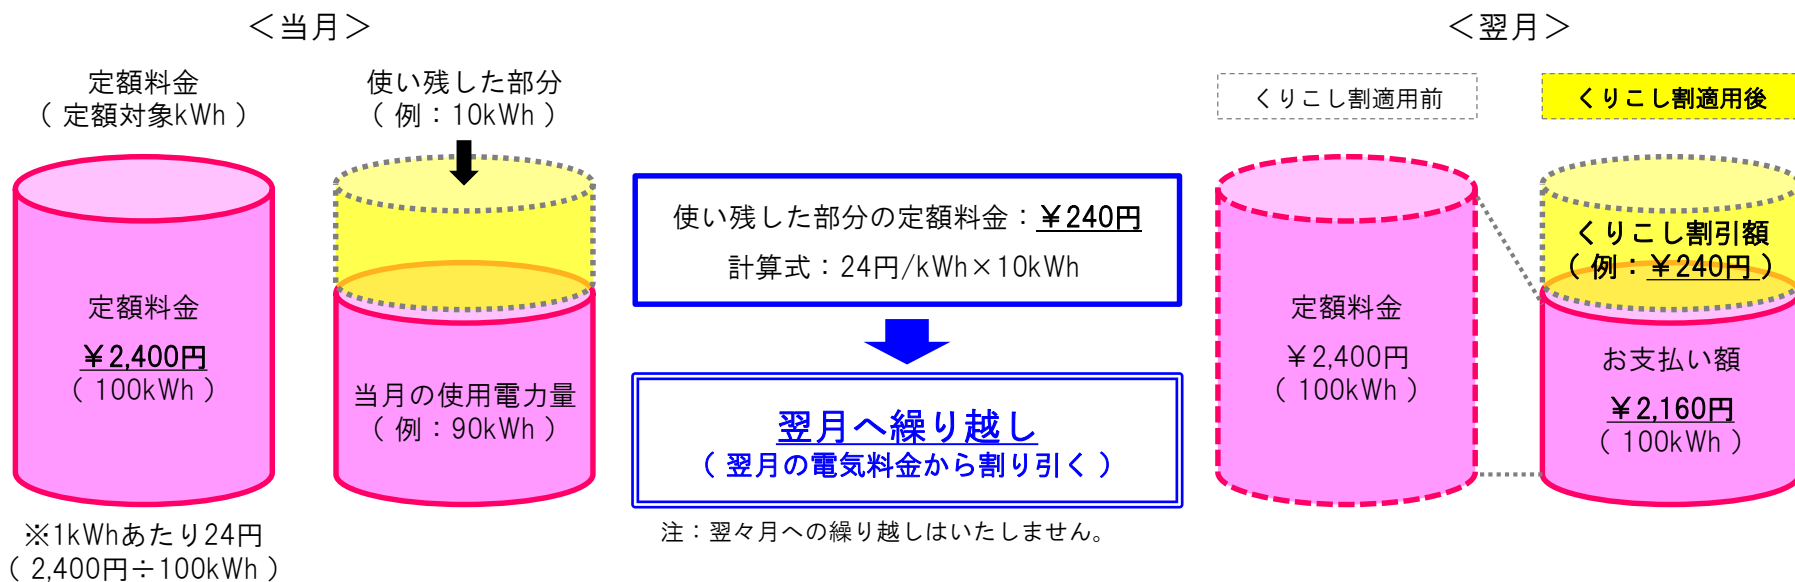 ＜当月＞
定額料金
（ 定額対象kWh ）
使い残した部分
（ 例：10kWh ）
定額料金
￥2,400円
（ 100kWh ）
当月の使用電力量
（ 例：90kWh ）
※1kWhあたり24円
（ 2,400円÷100kWh ）
使い残した部分の定額料金：￥240円
計算式：24円/kWh×10kWh
翌月へ繰り越し
（ 翌月の電気料金から割り引く ）
注：翌々月への繰り越しはいたしません。
＜翌月＞
くりこし割適用前
くりこし割適用後
定額料金
￥2,400円
（ 100kWh ）
くりこし割引額
（ 例：￥240円 ）
お支払い額
￥2,160円
（ 100kWh ）